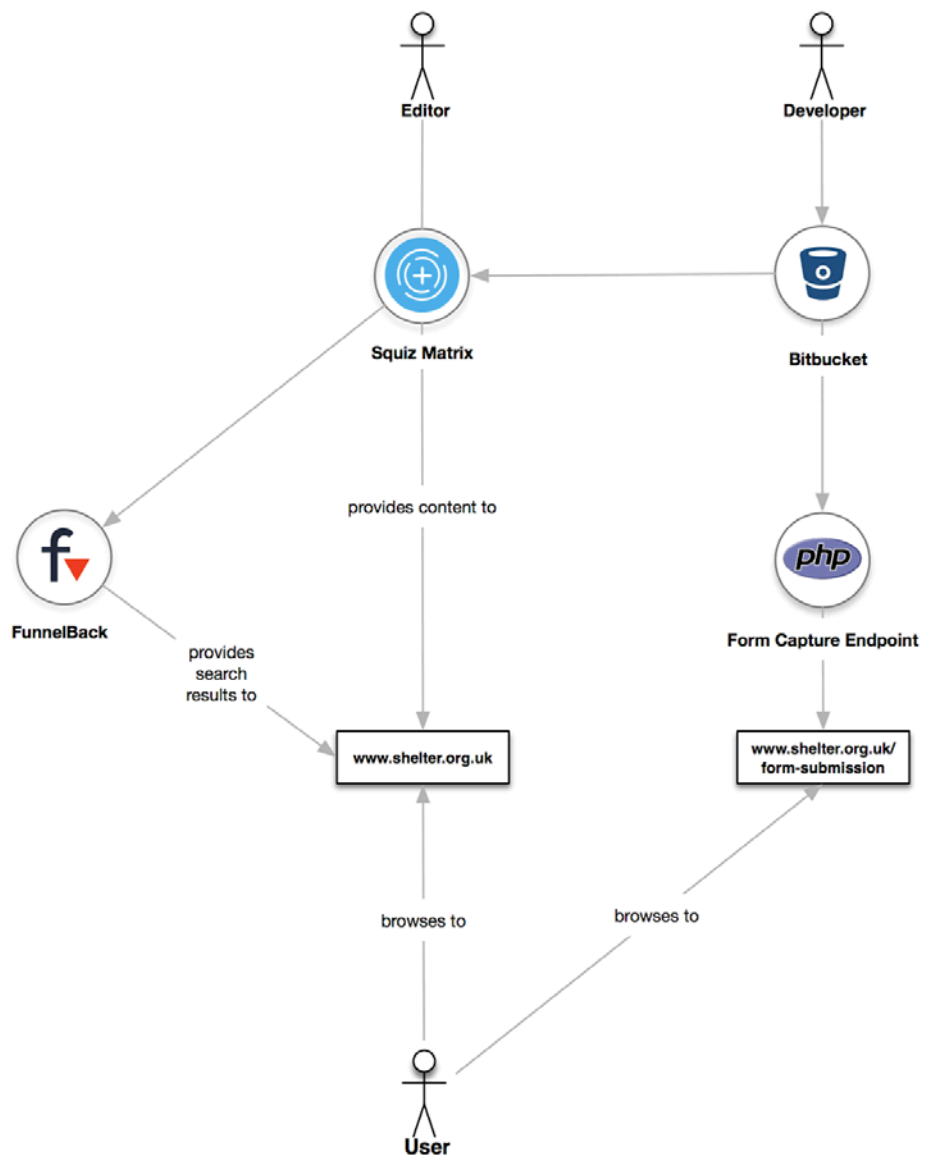 Editor
Developer
Squiz Matrix
Bitbucket
provides content to
f
php
FunnelBack
Form Capture Endpoint
provides
search
results to
www.shelter.org.uk
www.shelter.org.uk/
form-submission
browses to
browses to
User